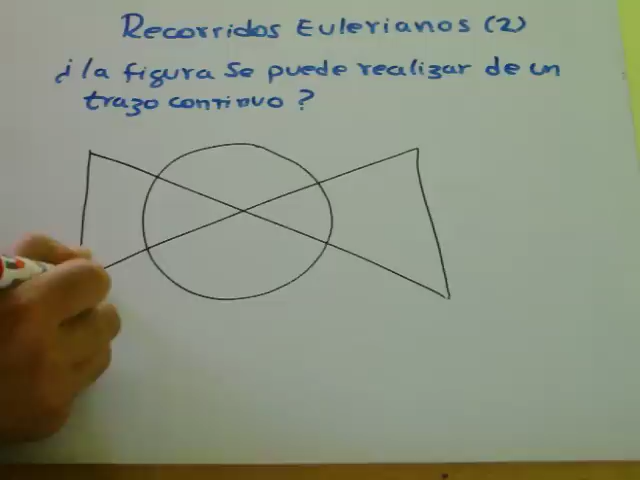 Recorridos Eulerianos (2)
¿la figura se puede realizar de un
trazo continuo?